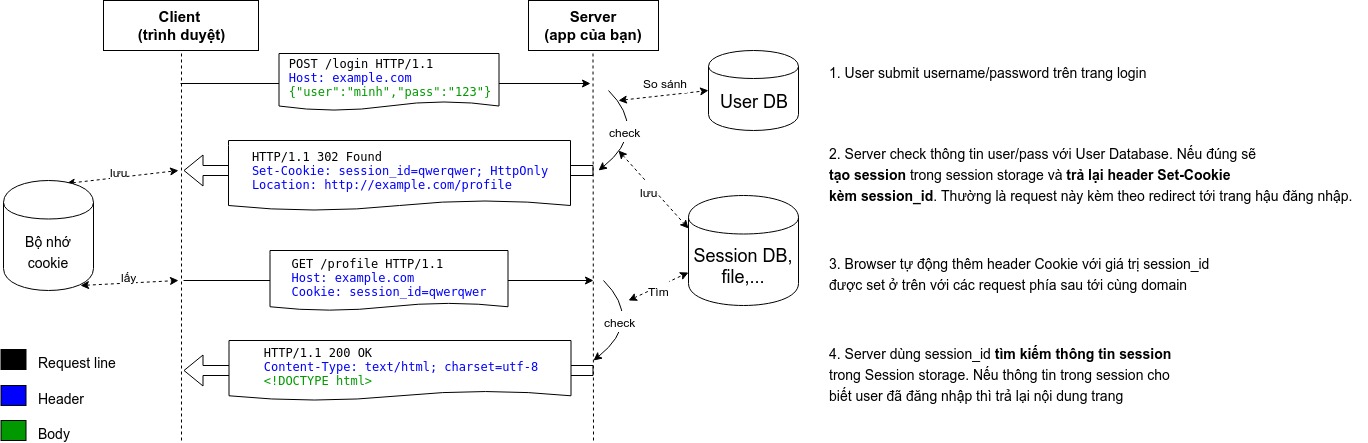 Client
(trình duyệt)
Server
(app của bạn)
POST /login HTTP/1.1
Host: example.com
{"user":"minh","pass":"123"}
So sánh
User DB
1. User submit username/password trên trang login
check
HTTP/1.1 302 Found
Set-Cookie: session_id=qwerqwer; HttpOnly
Location: http://example.com/profile
lưu
lưu
2. Server check thông tin user/pass với User Database. Nếu đúng sẽ
tạo session trong session storage và trả lại header Set-Cookie
kèm session_id. Thường là request này kèm theo redirect tới trang hậu đăng nhập.
Bộ nhớ
cookie
Session DB,
file,...
lấy
GET /profile HTTP/1.1
Host: example.com
Cookie: session_id=qwerqwer
Tìm
3. Browser tự động thêm header Cookie với giá trị session_id
được set ở trên với các request phía sau tới cùng domain
check
HTTP/1.1 200 OK
Content-Type: text/html; charset=utf-8
<!DOCTYPE html>
4. Server dùng session_id tìm kiếm thông tin session
trong Session storage. Nếu thông tin trong session cho
biết user đã đăng nhập thì trả lại nội dung trang
Request line
Header
Body